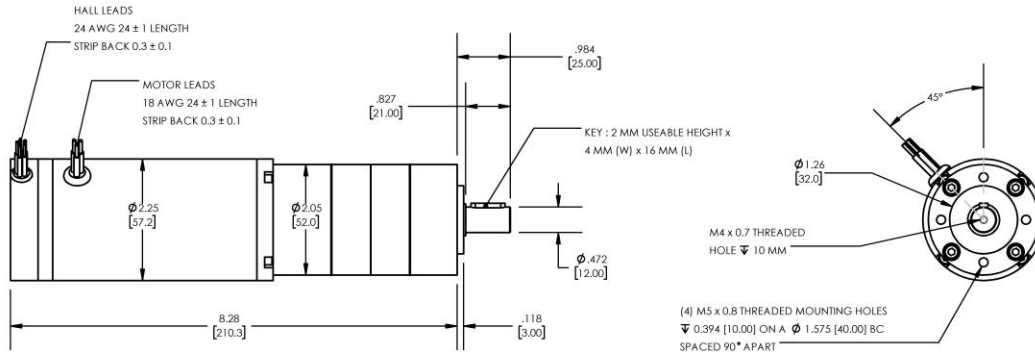 HALL LEADS
24 AWG 24 ± 1 LENGTH
STRIP BACK 0.3 ± 0.1
MOTOR LEADS
18 AWG 24 ± 1 LENGTH
STRIP BACK 0.3 ± 0.1
.984
[25.00]
.827
[21.00]
KEY : 2 MM USEABLE HEIGHT x
4 MM (W) x 16 MM (L)
45°
Ø 2.25
[57.2]
Ø 2.05
[52.0]
Ø 1.26
[32.0]
M4 x 0.7 THREADED
HOLE ↧ 10 MM
Ø .472
[12.00]
8.28
[210.3]
.118
[3.00]
(4) M5 x 0.8 THREADED MOUNTING HOLES
↧ 0.394 [10.00] ON A Ø 1.575 [40.00] BC
SPACED 90° APART